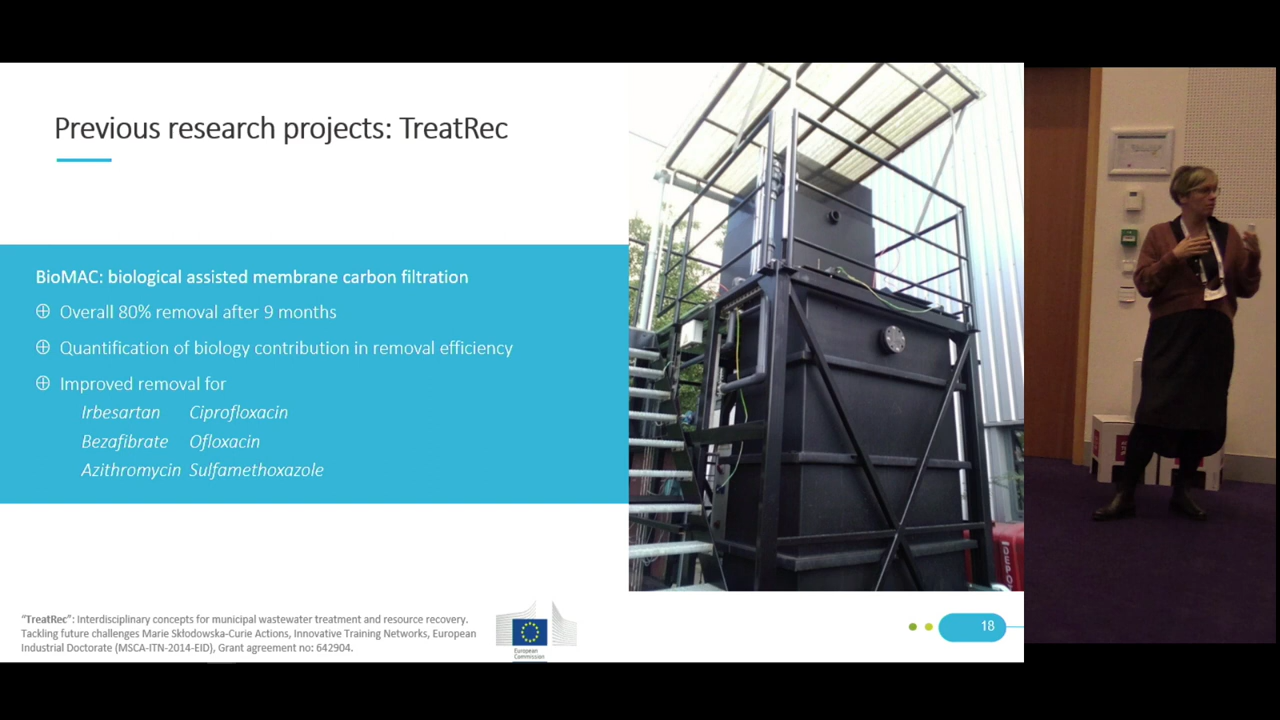 Previous research projects: TreatRec
BioMAC: biological assisted membrane carbon filtration
Overall 80% removal after 9 months
Quantification of biology contribution in removal efficiency
Improved removal for
Irbesartan Ciprofloxacin
Bezafibrate Ofloxacin
Azithromycin Sulfamethoxazole
"TreatRec": Interdisciplinary concepts for municipal wastewater treatment and resource recovery.
Tackling future challenges Marie Skłodowska-Curie Actions, Innovative Training Networks, European
Industrial Doctorate (MSCA-ITN-2014-EID), Grant agreement no: 642904.
European
Commission
18